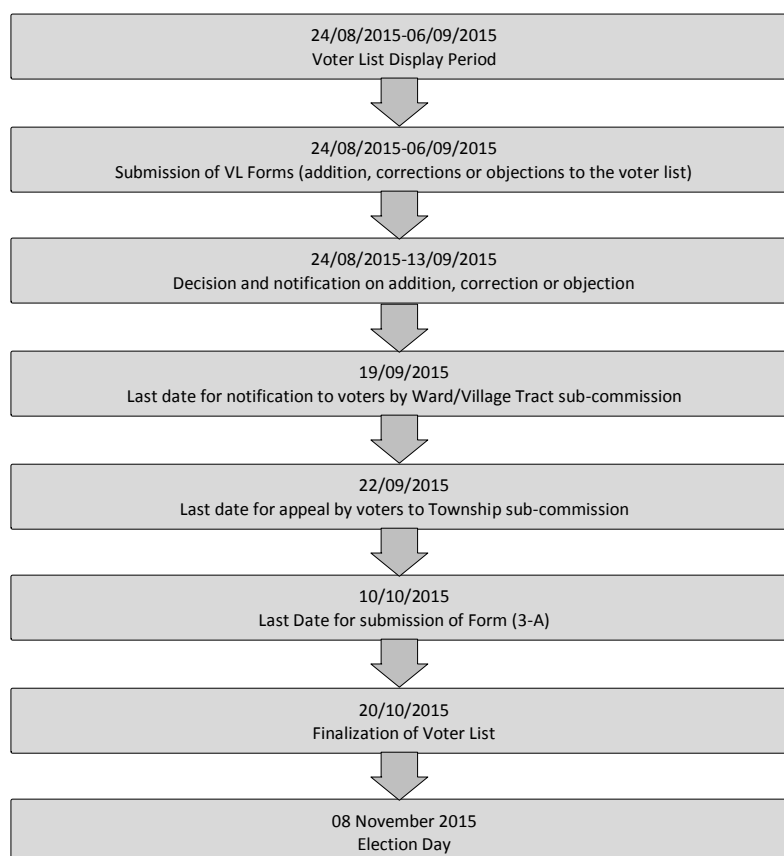 24/08/2015-06/09/2015
Voter List Display Period
24/08/2015-06/09/2015
Submission of VL Forms (addition, corrections or objections to the voter list)
24/08/2015-13/09/2015
Decision and notification on addition, correction or objection
19/09/2015
Last date for notification to voters by Ward/Village Tract sub-commission
22/09/2015
Last date for appeal by voters to Township sub-commission
10/10/2015
Last Date for submission of Form (3-A)
20/10/2015
Finalization of Voter List
08 November 2015
Election Day